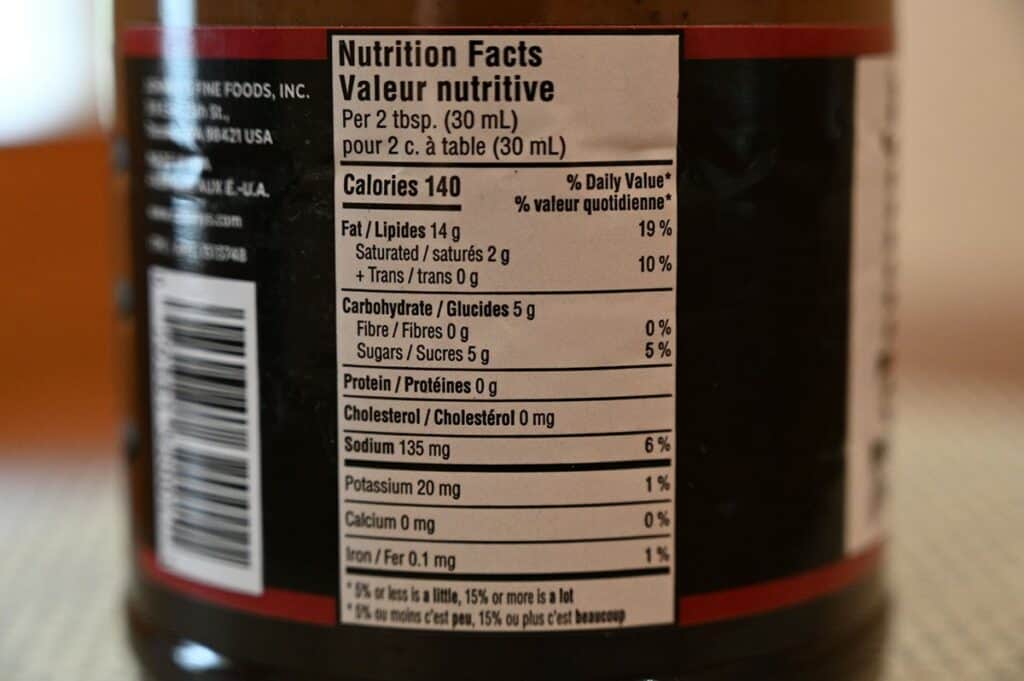 FINE FOODS, INC.
St.,
98421 USA
AUX É.-U.A.
.com
Nutrition Facts
Valeur nutritive
Per 2 tbsp. (30 mL)
pour 2 c. à table (30 mL)
Calories 140
% Daily Value*
% valeur quotidienne*
Fat / Lipides 14 g 19 %
Saturated / saturés 2 g
+ Trans / trans 0 g 10 %
Carbohydrate / Glucides 5 g
Fibre / Fibres 0 g 0 %
Sugars / Sucres 5 g 5 %
Protein / Protéines 0 g
Cholesterol / Cholestérol 0 mg
Sodium 135 mg 6 %
Potassium 20 mg 1 %
Calcium 0 mg 0 %
Iron / Fer 0.1 mg 1 %
*5% or less is a little, 15% or more is a lot
*5% ou moins c'est peu, 15% ou plus c'est beaucoup